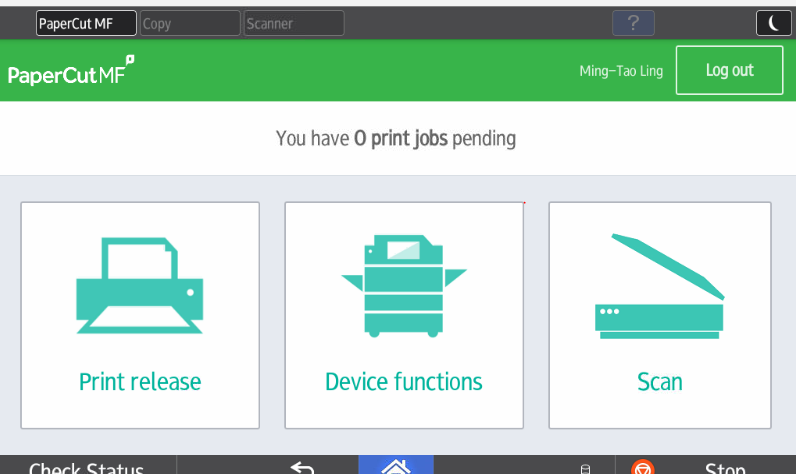 PaperCut MF
Copy
Scanner
?
PaperCut MF
Ming-Tao Ling
Log out
You have 0 print jobs pending
Print release
Device functions
Scan
Check Status
Stop